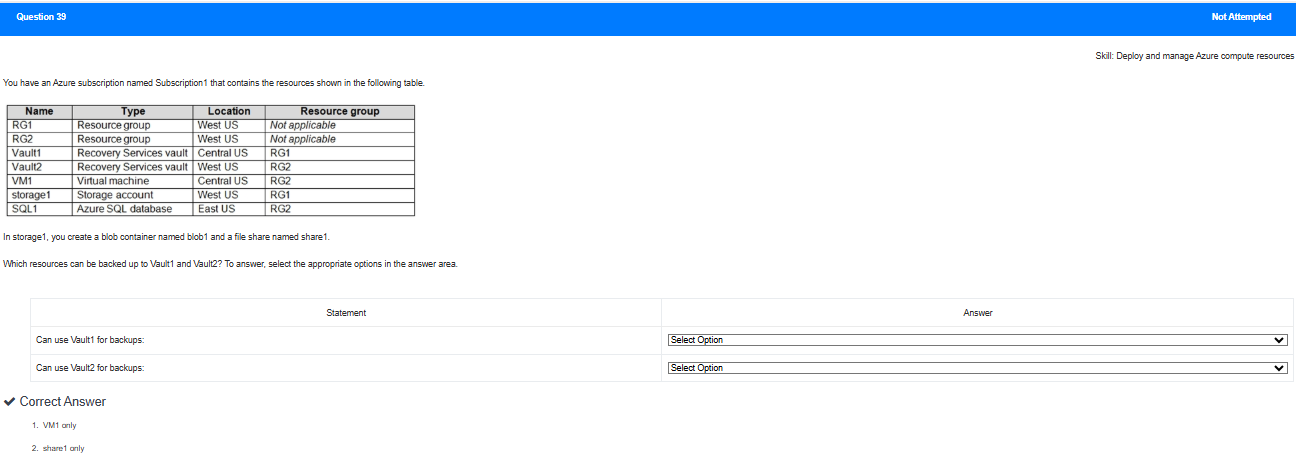 Question 39 Not Attempted
Skill: Deploy and manage Azure compute resources
You have an Azure subscription named Subscription1 that contains the resources shown in the following table.
Name Type Location Resource group
RG1 Resource group West US Not applicable
RG2 Resource group West US Not applicable
Vault1 Recovery Services vault Central US RG1
Vault2 Recovery Services vault West US RG2
VM1 Virtual machine Central US RG2
storage1 Storage account West US RG1
SQL1 Azure SQL database East US RG2
In storage1, you create a blob container named blob1 and a file share named share1.
Which resources can be backed up to Vault1 and Vault2? To answer, select the appropriate options in the answer area.
Statement Answer
Can use Vault1 for backups: Select Option
Can use Vault2 for backups: Select Option
Correct Answer
1. VM1 only
2. share1 only